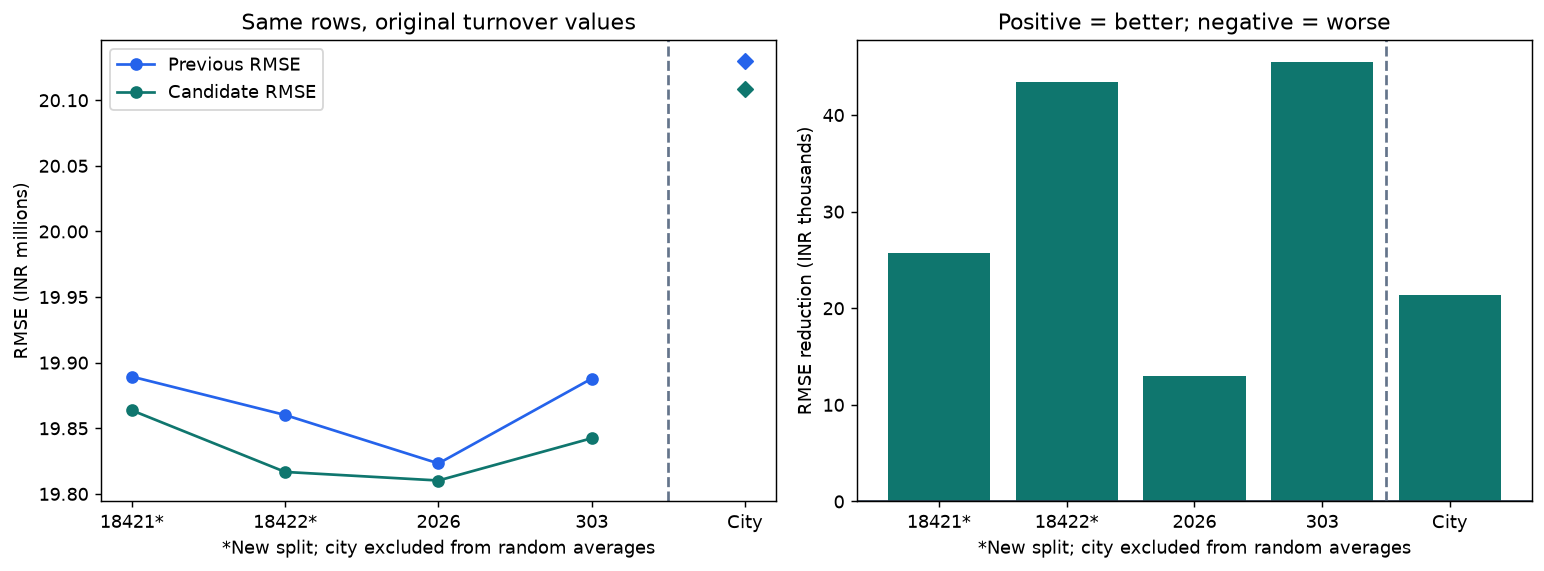 Same rows, original turnover values
Previous RMSE
Candidate RMSE
RMSE (INR millions)
20.10
20.05
20.00
19.95
19.90
19.85
19.80
18421*
18422*
2026
303
City
*New split; city excluded from random averages
Positive = better; negative = worse
RMSE reduction (INR thousands)
40
30
20
10
0
18421*
18422*
2026
303
City
*New split; city excluded from random averages